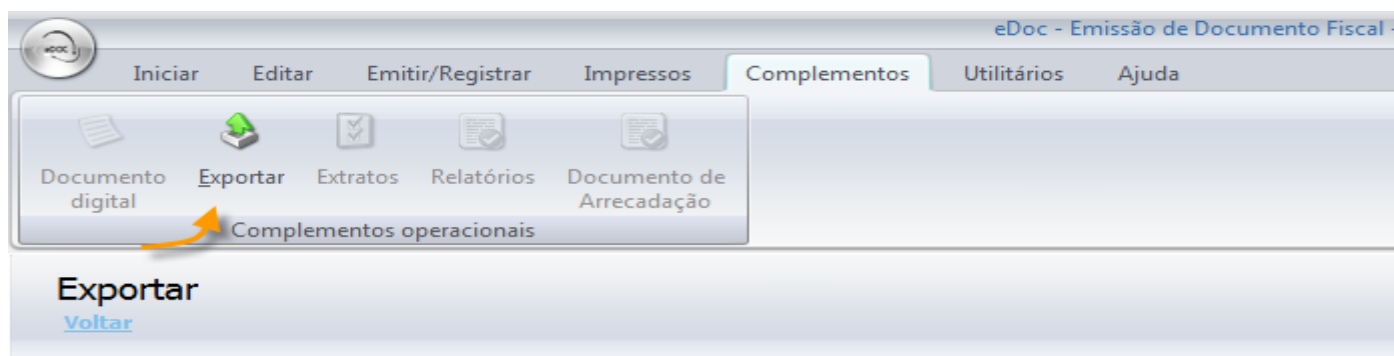 eDoc - Emissão de Documento Fiscal -
eDOC
Iniciar Editar Emitir/Registrar Impressos Complementos Utilitários Ajuda
Documento digital Exportar Extratos Relatórios Documento de Arrecadação
Complementos operacionais
Exportar
Voltar